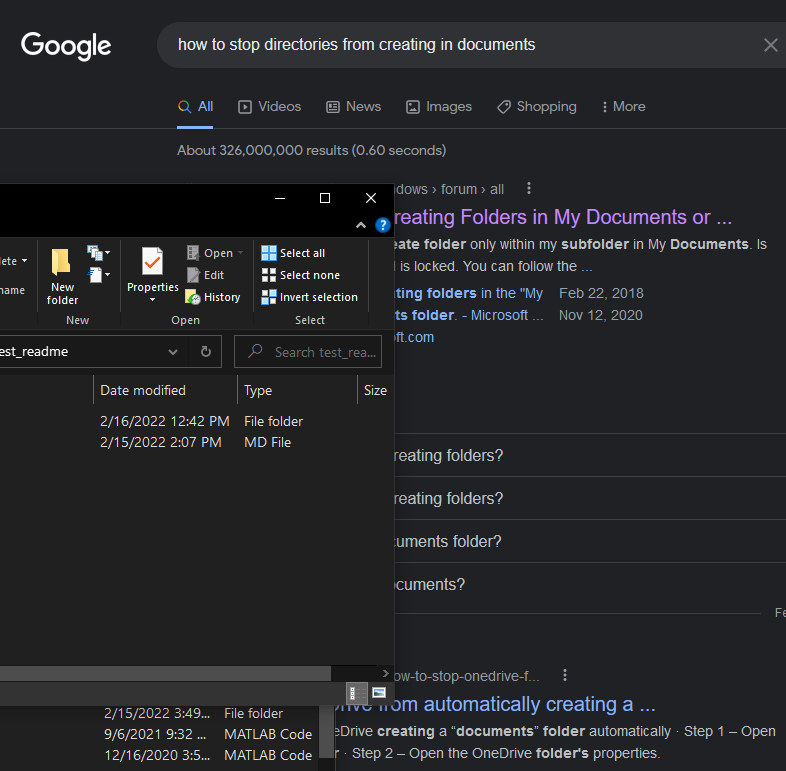 Google
how to stop directories from creating in documents
All Videos News Images Shopping More
About 326,000,000 results (0.60 seconds)
dows › forum › all
reating Folders in My Documents or ...
eate folder only within my subfolder in My Documents. Is
is locked. You can follow the ...
ting folders in the "My Feb 22, 2018
ts folder. - Microsoft ... Nov 12, 2020
ft.com
ete
name
New
folder
New
Properties
Open
Edit
History
Open
Select all
Select none
Invert selection
Select
est_readme
Search test_rea...
Date modified Type Size
2/16/2022 12:42 PM File folder
2/15/2022 2:07 PM MD File
reating folders?
reating folders?
cuments folder?
ocuments?
Fe
ow-to-stop-onedrive-f...
Drive from automatically creating a ...
eDrive creating a “documents” folder automatically · Step 1 – Open
r · Step 2 – Open the OneDrive folder's properties.
2/15/2022 3:49... File folder
9/6/2021 9:32 ... MATLAB Code
12/16/2020 3:5... MATLAB Code